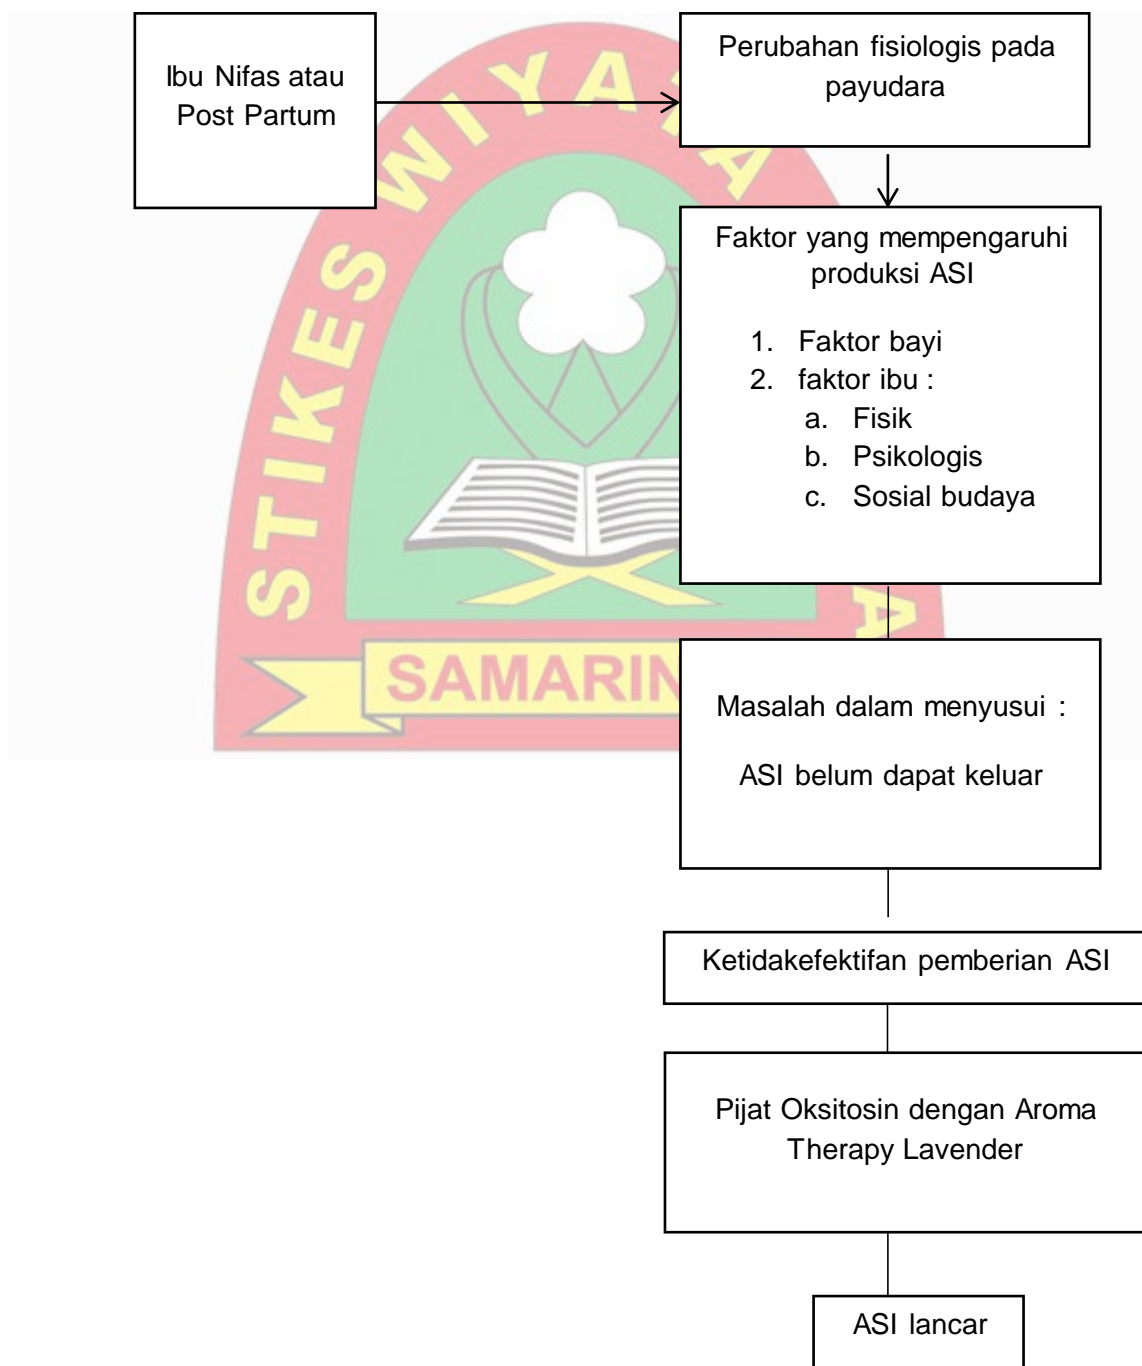 Ibu Nifas atau
Post Partum
Perubahan fisiologis pada
payudara
Faktor yang mempengaruhi
produksi ASI
1. Faktor bayi
2. faktor ibu :
a. Fisik
b. Psikologis
c. Sosial budaya
Masalah dalam menyusui :
ASI belum dapat keluar
Ketidakefektifan pemberian ASI
Pijat Oksitosin dengan Aroma
Therapy Lavender
ASI lancar
STIKES WIYATA
SAMARIN